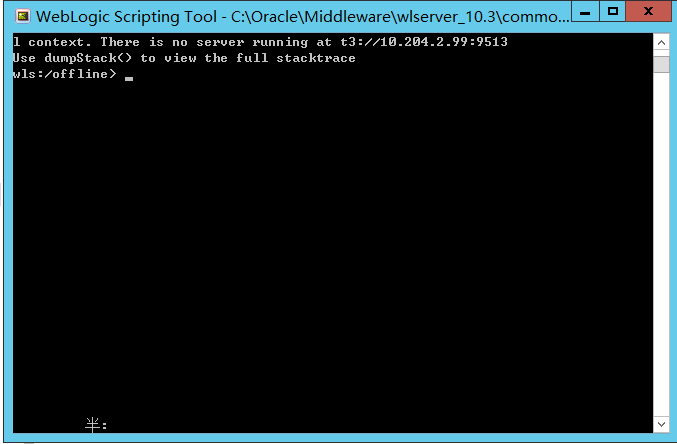 WebLogic Scripting Tool - C:\Oracle\Middleware\wlserver_10.3\commo...
l context. There is no server running at t3://10.204.2.99:9513
Use dumpStack() to view the full stacktrace
wls:/offline> _
半: